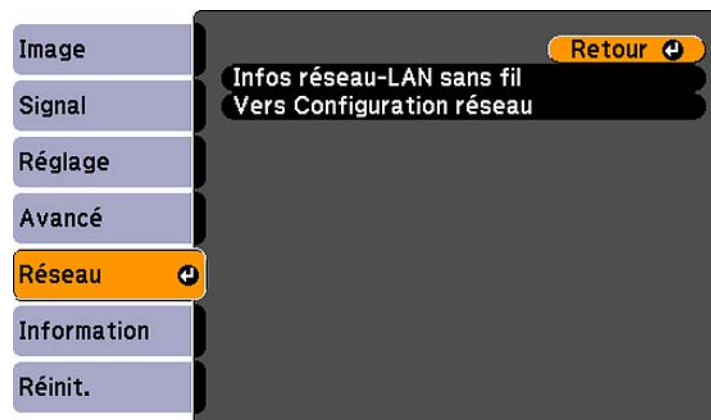 Image
Signal
Réglage
Avancé
Réseau
Information
Réinit.
Retour
Infos réseau-LAN sans fil
Vers Configuration réseau